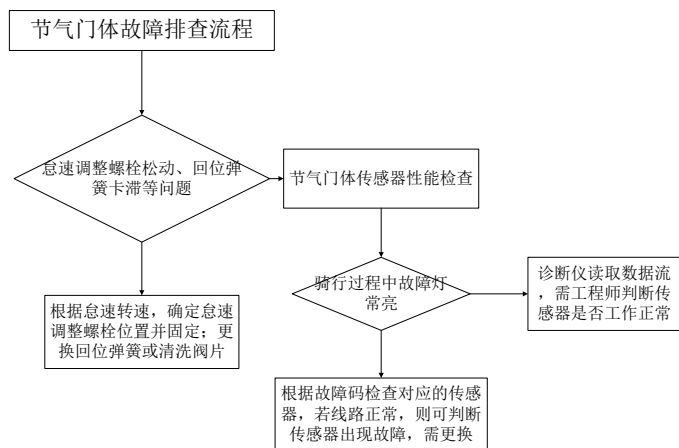 节气门体故障排查流程
怠速调整螺栓松动、回位弹
簧卡滞等问题
节气门体传感器性能检查
骑行过程中故障灯
常亮
诊断仪读取数据流
，需工程师判断传
感器是否工作正常
根据怠速转速，确定怠速
调整螺栓位置并固定；更
换回位弹簧或清洗阀片
根据故障码检查对应的传感
器，若线路正常，则可判断
传感器出现故障，需更换